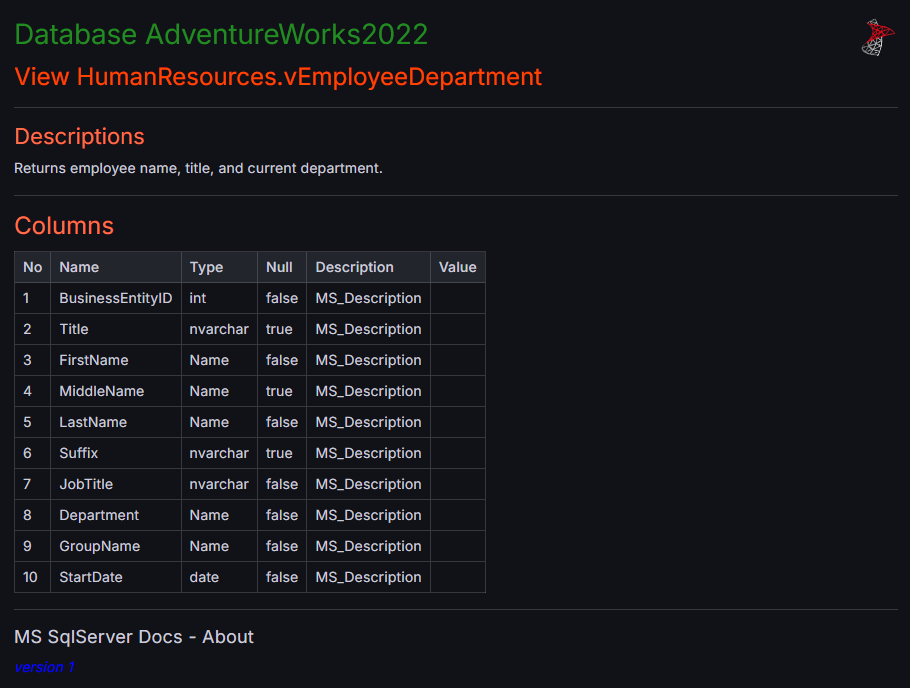 Database AdventureWorks2022
View HumanResources.vEmployeeDepartment
Descriptions
Returns employee name, title, and current department.
Columns
No Name Type Null Description Value
1 BusinessEntityID int false MS_Description
2 Title nvarchar true MS_Description
3 FirstName Name false MS_Description
4 MiddleName Name true MS_Description
5 LastName Name false MS_Description
6 Suffix nvarchar true MS_Description
7 JobTitle nvarchar false MS_Description
8 Department Name false MS_Description
9 GroupName Name false MS_Description
10 StartDate date false MS_Description
MS SqlServer Docs - About
version 1